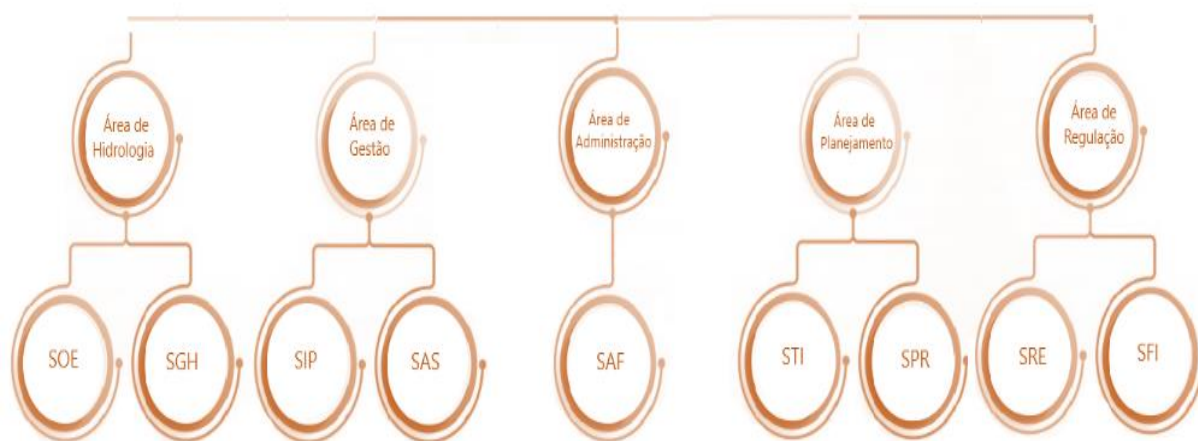 Área de
Hidrologia
Área de
Gestão
Área de
Administração
Área de
Planejamento
Área de
Regulação
SOE
SGH
SIP
SAS
SAF
STI
SPR
SRE
SFI